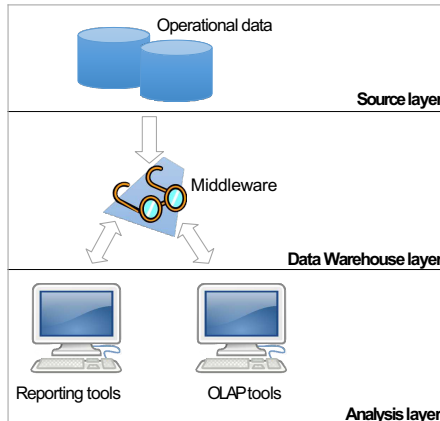 Operational data
Source layer
Middleware
Data Warehouse layer
Reporting tools
OLAP tools
Analysis layer